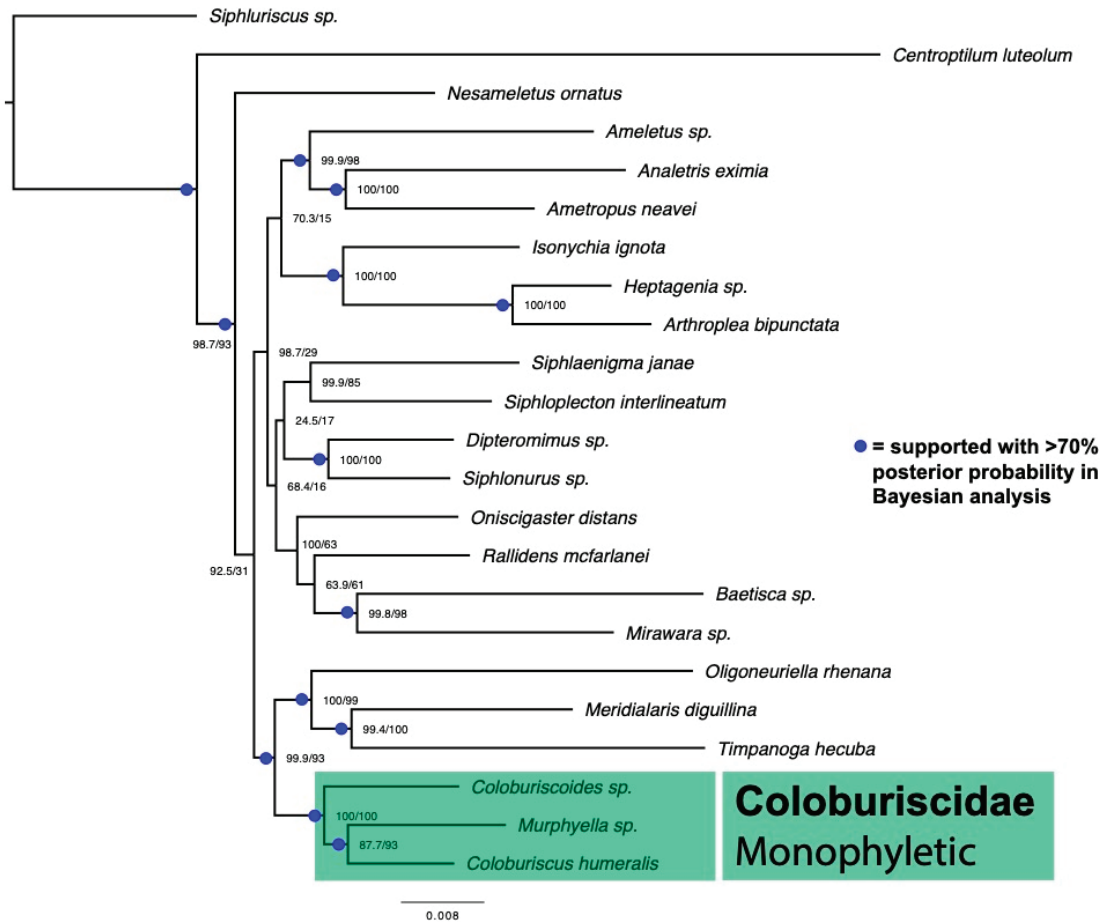 Siphluriscus sp.
Centroptilum luteolum
Nesameletus ornatus
Ameletus sp.
99.9/98
Analetris eximia
100/100
Ametropus neavei
70.3/15
Isonychia ignota
100/100
Heptagenia sp.
100/100
Arthroplea bipunctata
98.7/93
98.7/29
Siphlaenigma janae
99.9/85
Siphloplecton interlineatum
24.5/17
Dipteromimus sp.
100/100
Siphlonurus sp.
68.4/16
= supported with >70%
posterior probability in
Bayesian analysis
Oniscigaster distans
100/63
Rallidens mcfarlanei
92.5/31
63.9/61
Baetisca sp.
99.8/98
Mirawara sp.
Oligoneuriella rhenana
100/99
Meridialaris diguillina
99.4/100
Timpanoga hecuba
99.9/93
Coloburiscoides sp.
100/100
Murphyella sp.
87.7/93
Coloburiscus humeralis
Coloburiscidae
Monophyletic
0.008